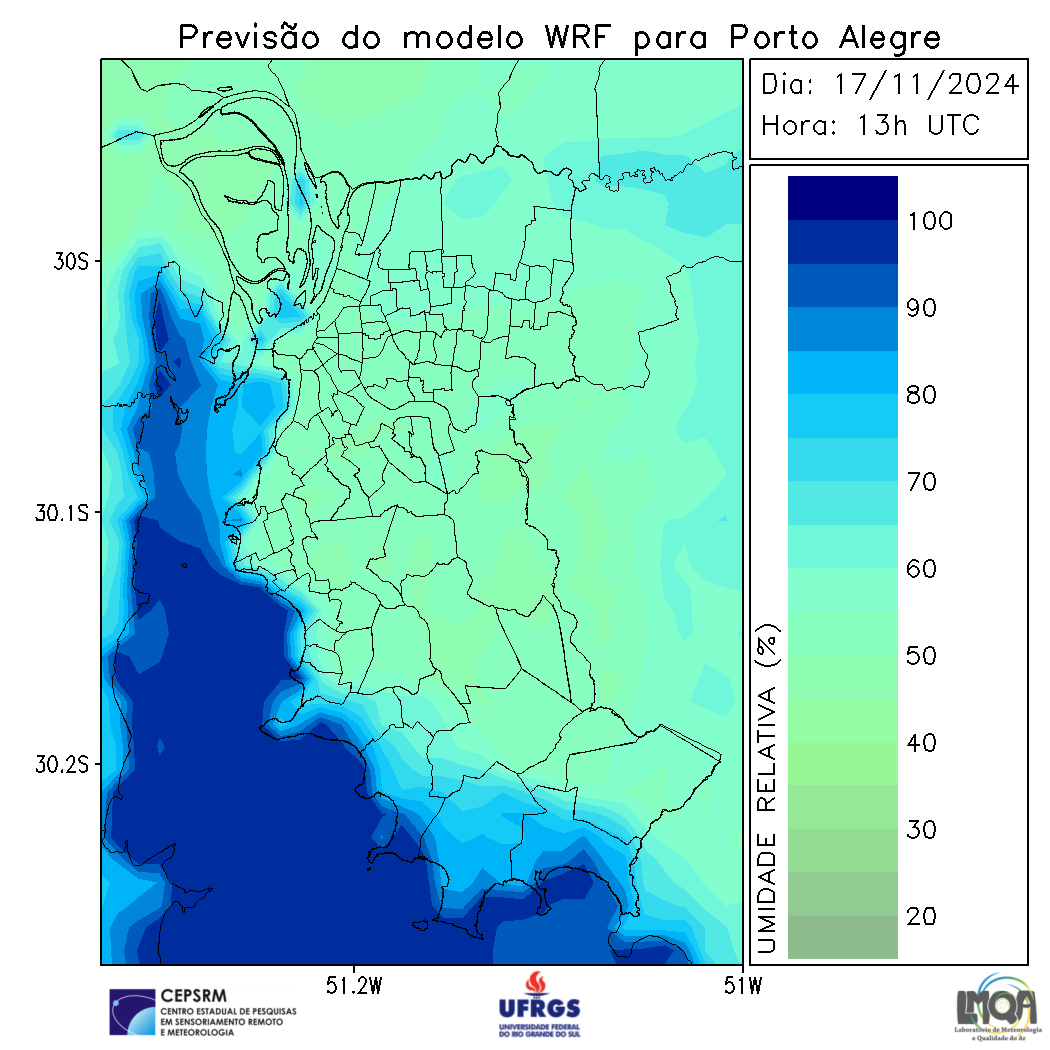 Previsão do modelo WRF para Porto Alegre
Dia: 17/11/2024
Hora: 13h UTC
100
90
80
70
60
50
40
30
20
UMIDADE RELATIVA (%)
30S
30.1S
30.2S
51.2W
51W
CEPSRM
CENTRO ESTADUAL DE PESQUISAS
EM SENSORIAMENTO REMOTO
E METEOROLOGIA
UFRGS
UNIVERSIDADE FEDERAL
DO RIO GRANDE DO SUL
LMQA
Laboratório de Meteorologia
e Qualidade do Ar